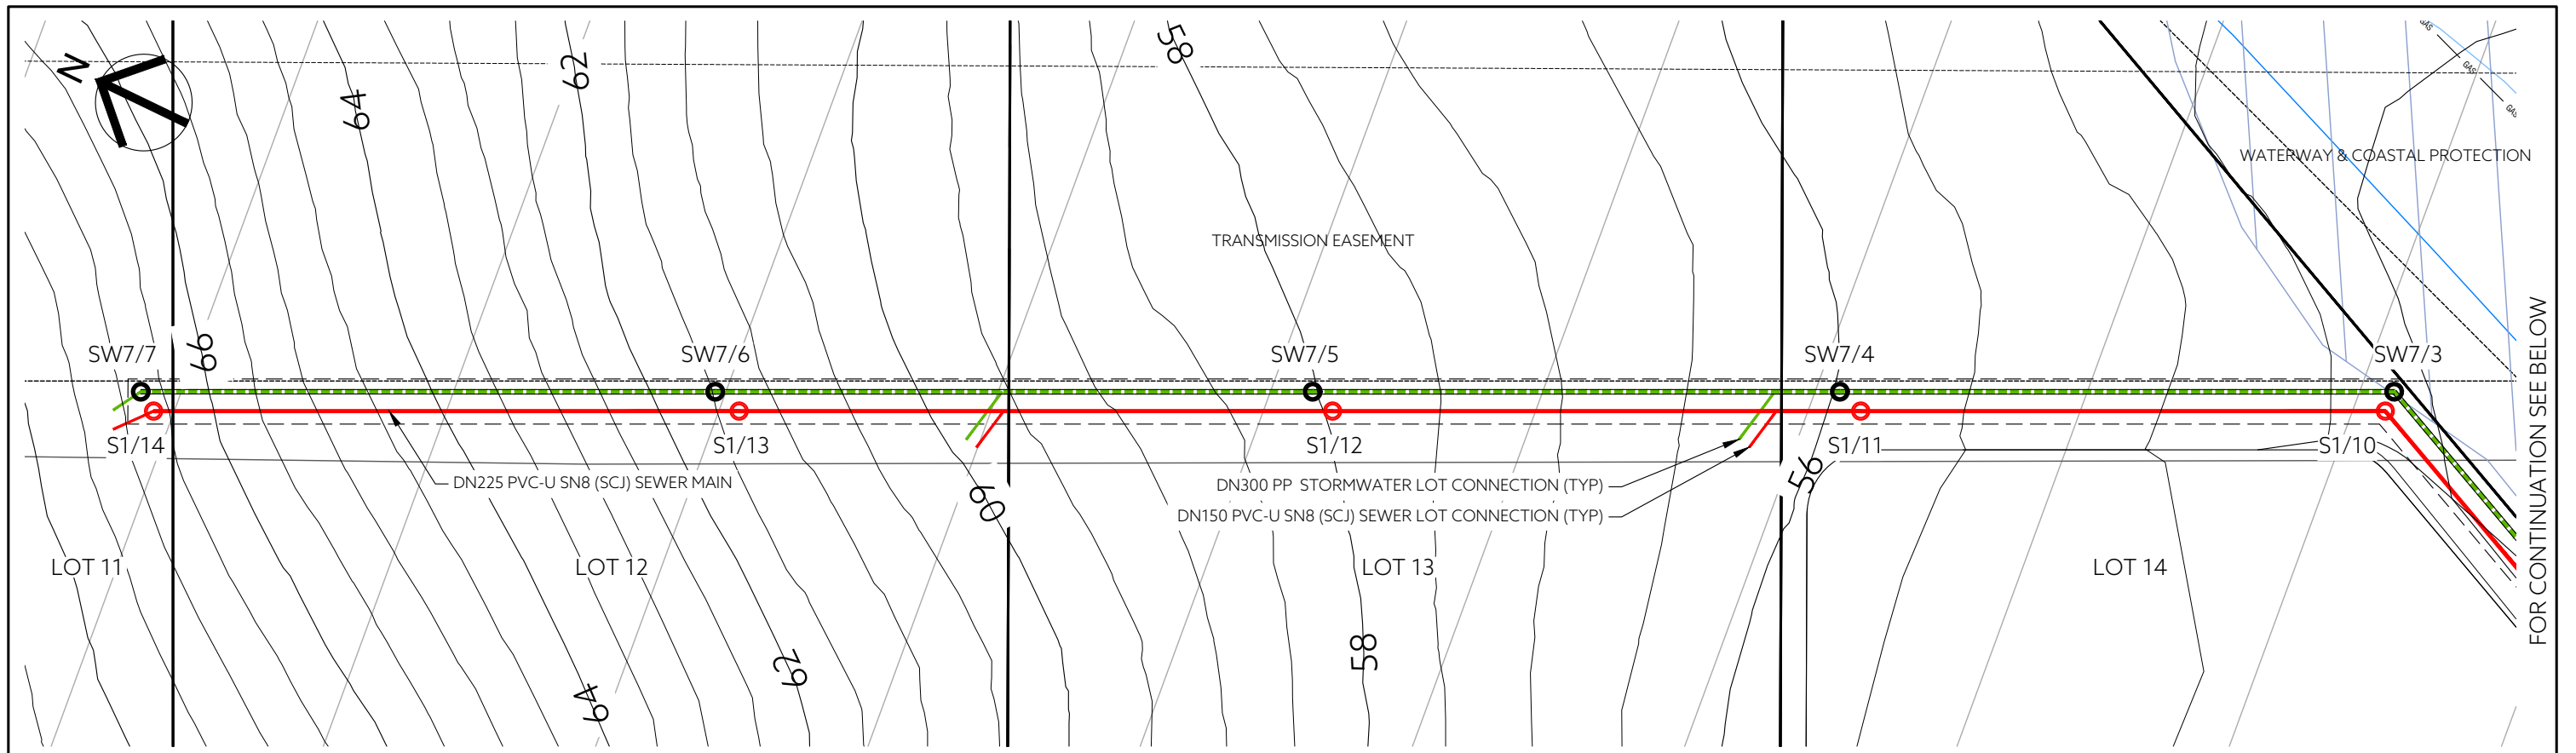 N
64
62
58
GAS
GAS
GAS
WATERWAY & COASTAL PROTECTION
TRANSMISSION EASEMENT
66
SW7/7
SW7/6
SW7/5
SW7/4
SW7/3
S1/14
S1/13
S1/12
S1/11
S1/10
DN225 PVC-U SN8 (SCJ) SEWER MAIN
60
DN300 PP STORMWATER LOT CONNECTION (TYP)
DN150 PVC-U SN8 (SCJ) SEWER LOT CONNECTION (TYP)
56
LOT 11
LOT 12
LOT 13
LOT 14
64
62
58
FOR CONTINUATION SEE BELOW